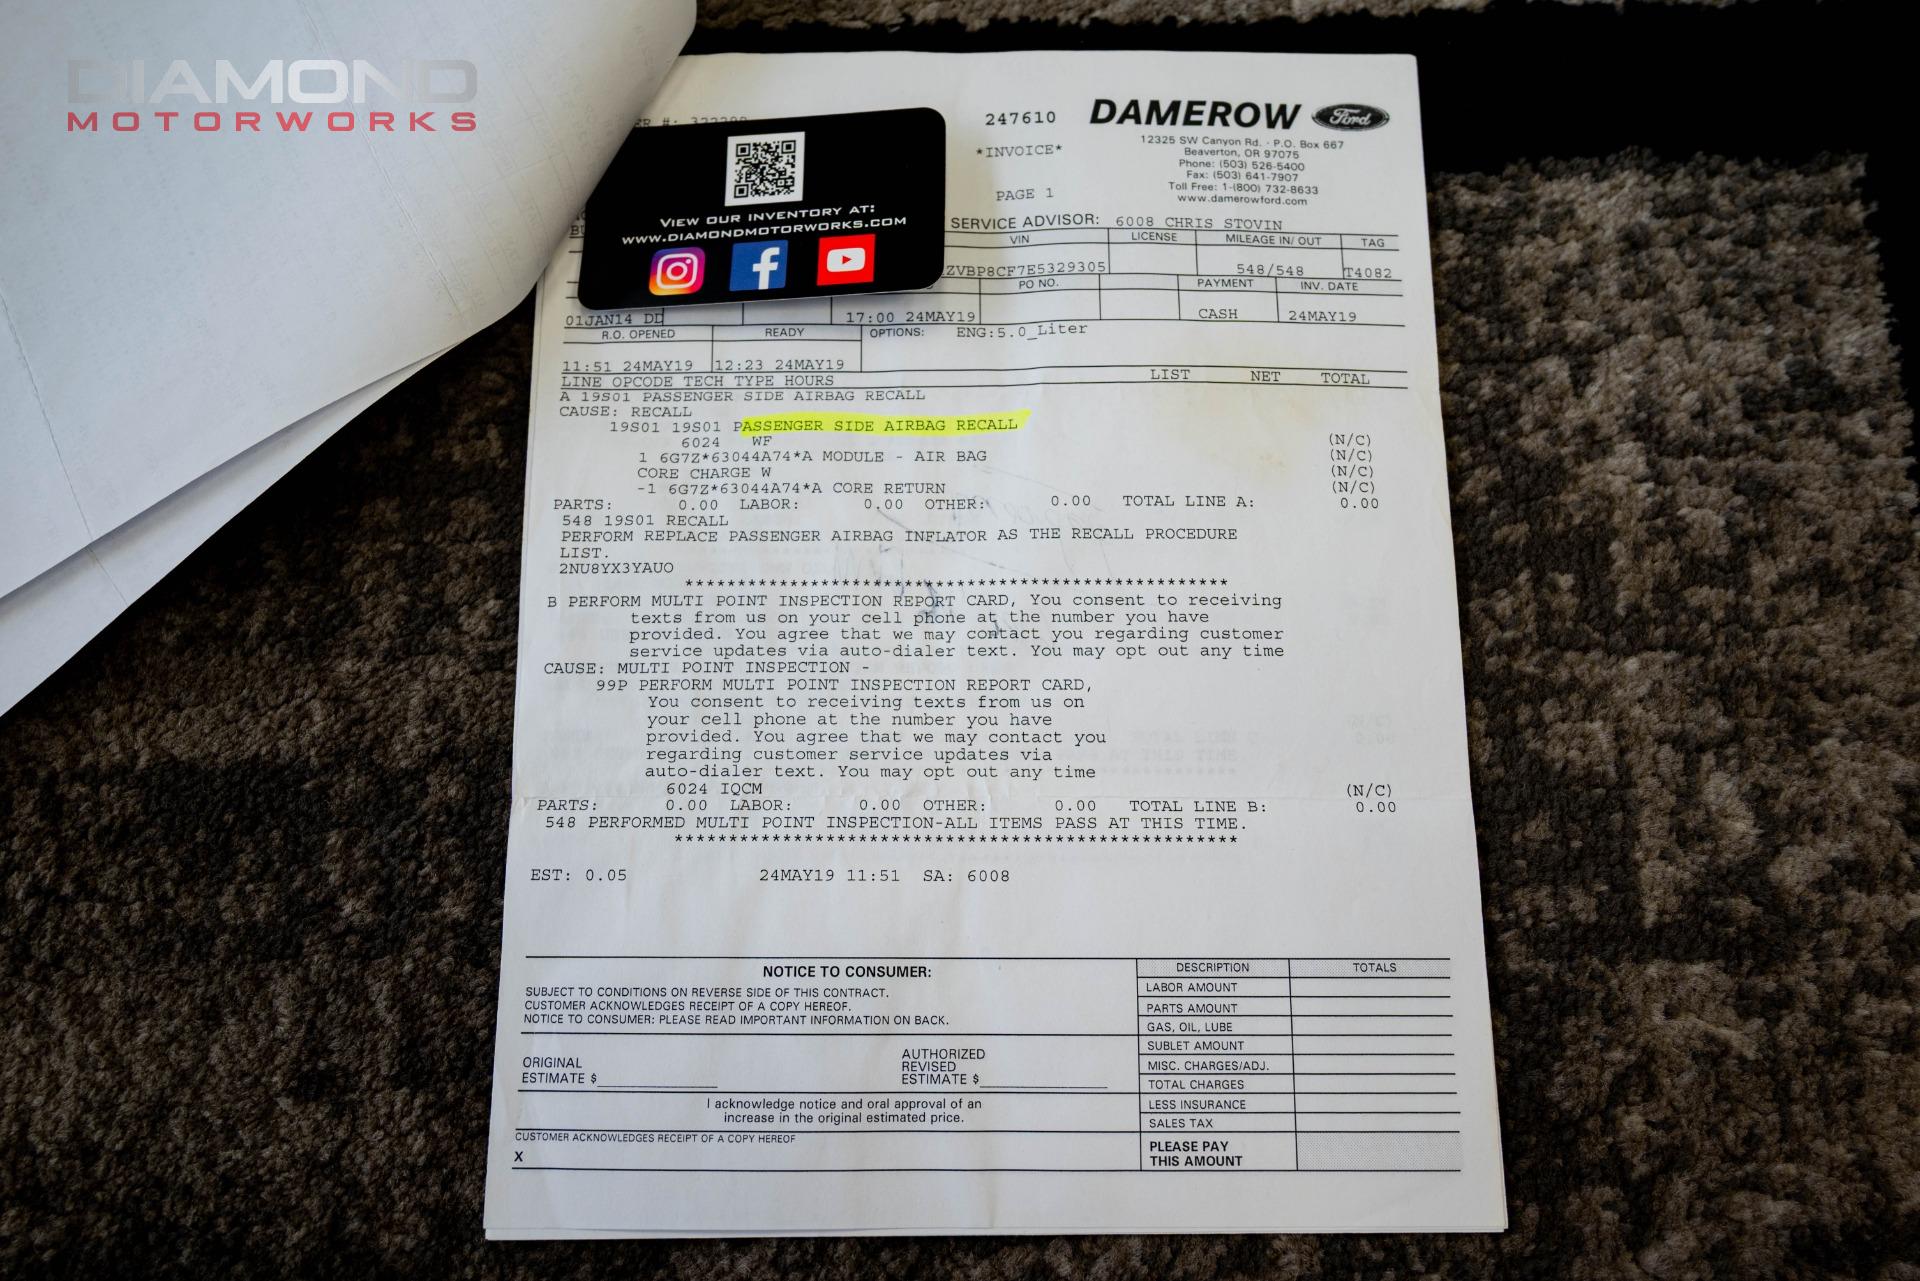 DIAMOND
MOTORWORKS
247610
DAMEROW Ford
*INVOICE*
12325 SW Canyon Rd. · P.O. Box 667
Beaverton, OR 97075
Phone: (503) 526-5400
Fax: (503) 641-7907
Toll Free: 1-(800) 732-8633
www.damerowford.com
PAGE 1
VIEW OUR INVENTORY AT:
WWW.DIAMONDMOTORWORKS.COM
SERVICE ADVISOR: 6008 CHRIS STOVIN
VIN LICENSE MILEAGE IN/ OUT TAG
ZVBP8CF7E5329305 548/548 T4082
PO NO. PAYMENT INV. DATE
01JAN14 DD 17:00 24MAY19 CASH 24MAY19
R.O. OPENED READY OPTIONS: ENG:5.0_Liter
11:51 24MAY19 12:23 24MAY19
LINE OPCODE TECH TYPE HOURS LIST NET TOTAL
A 19S01 PASSENGER SIDE AIRBAG RECALL
CAUSE: RECALL
19S01 19S01 PASSENGER SIDE AIRBAG RECALL
6024 WF (N/C)
1 6G7Z*63044A74*A MODULE - AIR BAG (N/C)
CORE CHARGE W (N/C)
-1 6G7Z*63044A74*A CORE RETURN (N/C)
PARTS: 0.00 LABOR: 0.00 OTHER: 0.00 TOTAL LINE A: 0.00
548 19S01 RECALL
PERFORM REPLACE PASSENGER AIRBAG INFLATOR AS THE RECALL PROCEDURE
LIST.
2NU8YX3YAUO
****************************************************
B PERFORM MULTI POINT INSPECTION REPORT CARD, You consent to receiving
texts from us on your cell phone at the number you have
provided. You agree that we may contact you regarding customer
service updates via auto-dialer text. You may opt out any time
CAUSE: MULTI POINT INSPECTION -
99P PERFORM MULTI POINT INSPECTION REPORT CARD,
You consent to receiving texts from us on
your cell phone at the number you have
provided. You agree that we may contact you
regarding customer service updates via
auto-dialer text. You may opt out any time
6024 IQCM (N/C)
PARTS: 0.00 LABOR: 0.00 OTHER: 0.00 TOTAL LINE B: 0.00
548 PERFORMED MULTI POINT INSPECTION-ALL ITEMS PASS AT THIS TIME.
****************************************************
EST: 0.05 24MAY19 11:51 SA: 6008
NOTICE TO CONSUMER:
SUBJECT TO CONDITIONS ON REVERSE SIDE OF THIS CONTRACT.
CUSTOMER ACKNOWLEDGES RECEIPT OF A COPY HEREOF.
NOTICE TO CONSUMER: PLEASE READ IMPORTANT INFORMATION ON BACK.
ORIGINAL
ESTIMATE $
AUTHORIZED
REVISED
ESTIMATE $
I acknowledge notice and oral approval of an
increase in the original estimated price.
CUSTOMER ACKNOWLEDGES RECEIPT OF A COPY HEREOF
X
DESCRIPTION TOTALS
LABOR AMOUNT
PARTS AMOUNT
GAS, OIL, LUBE
SUBLET AMOUNT
MISC. CHARGES/ADJ.
TOTAL CHARGES
LESS INSURANCE
SALES TAX
PLEASE PAY
THIS AMOUNT